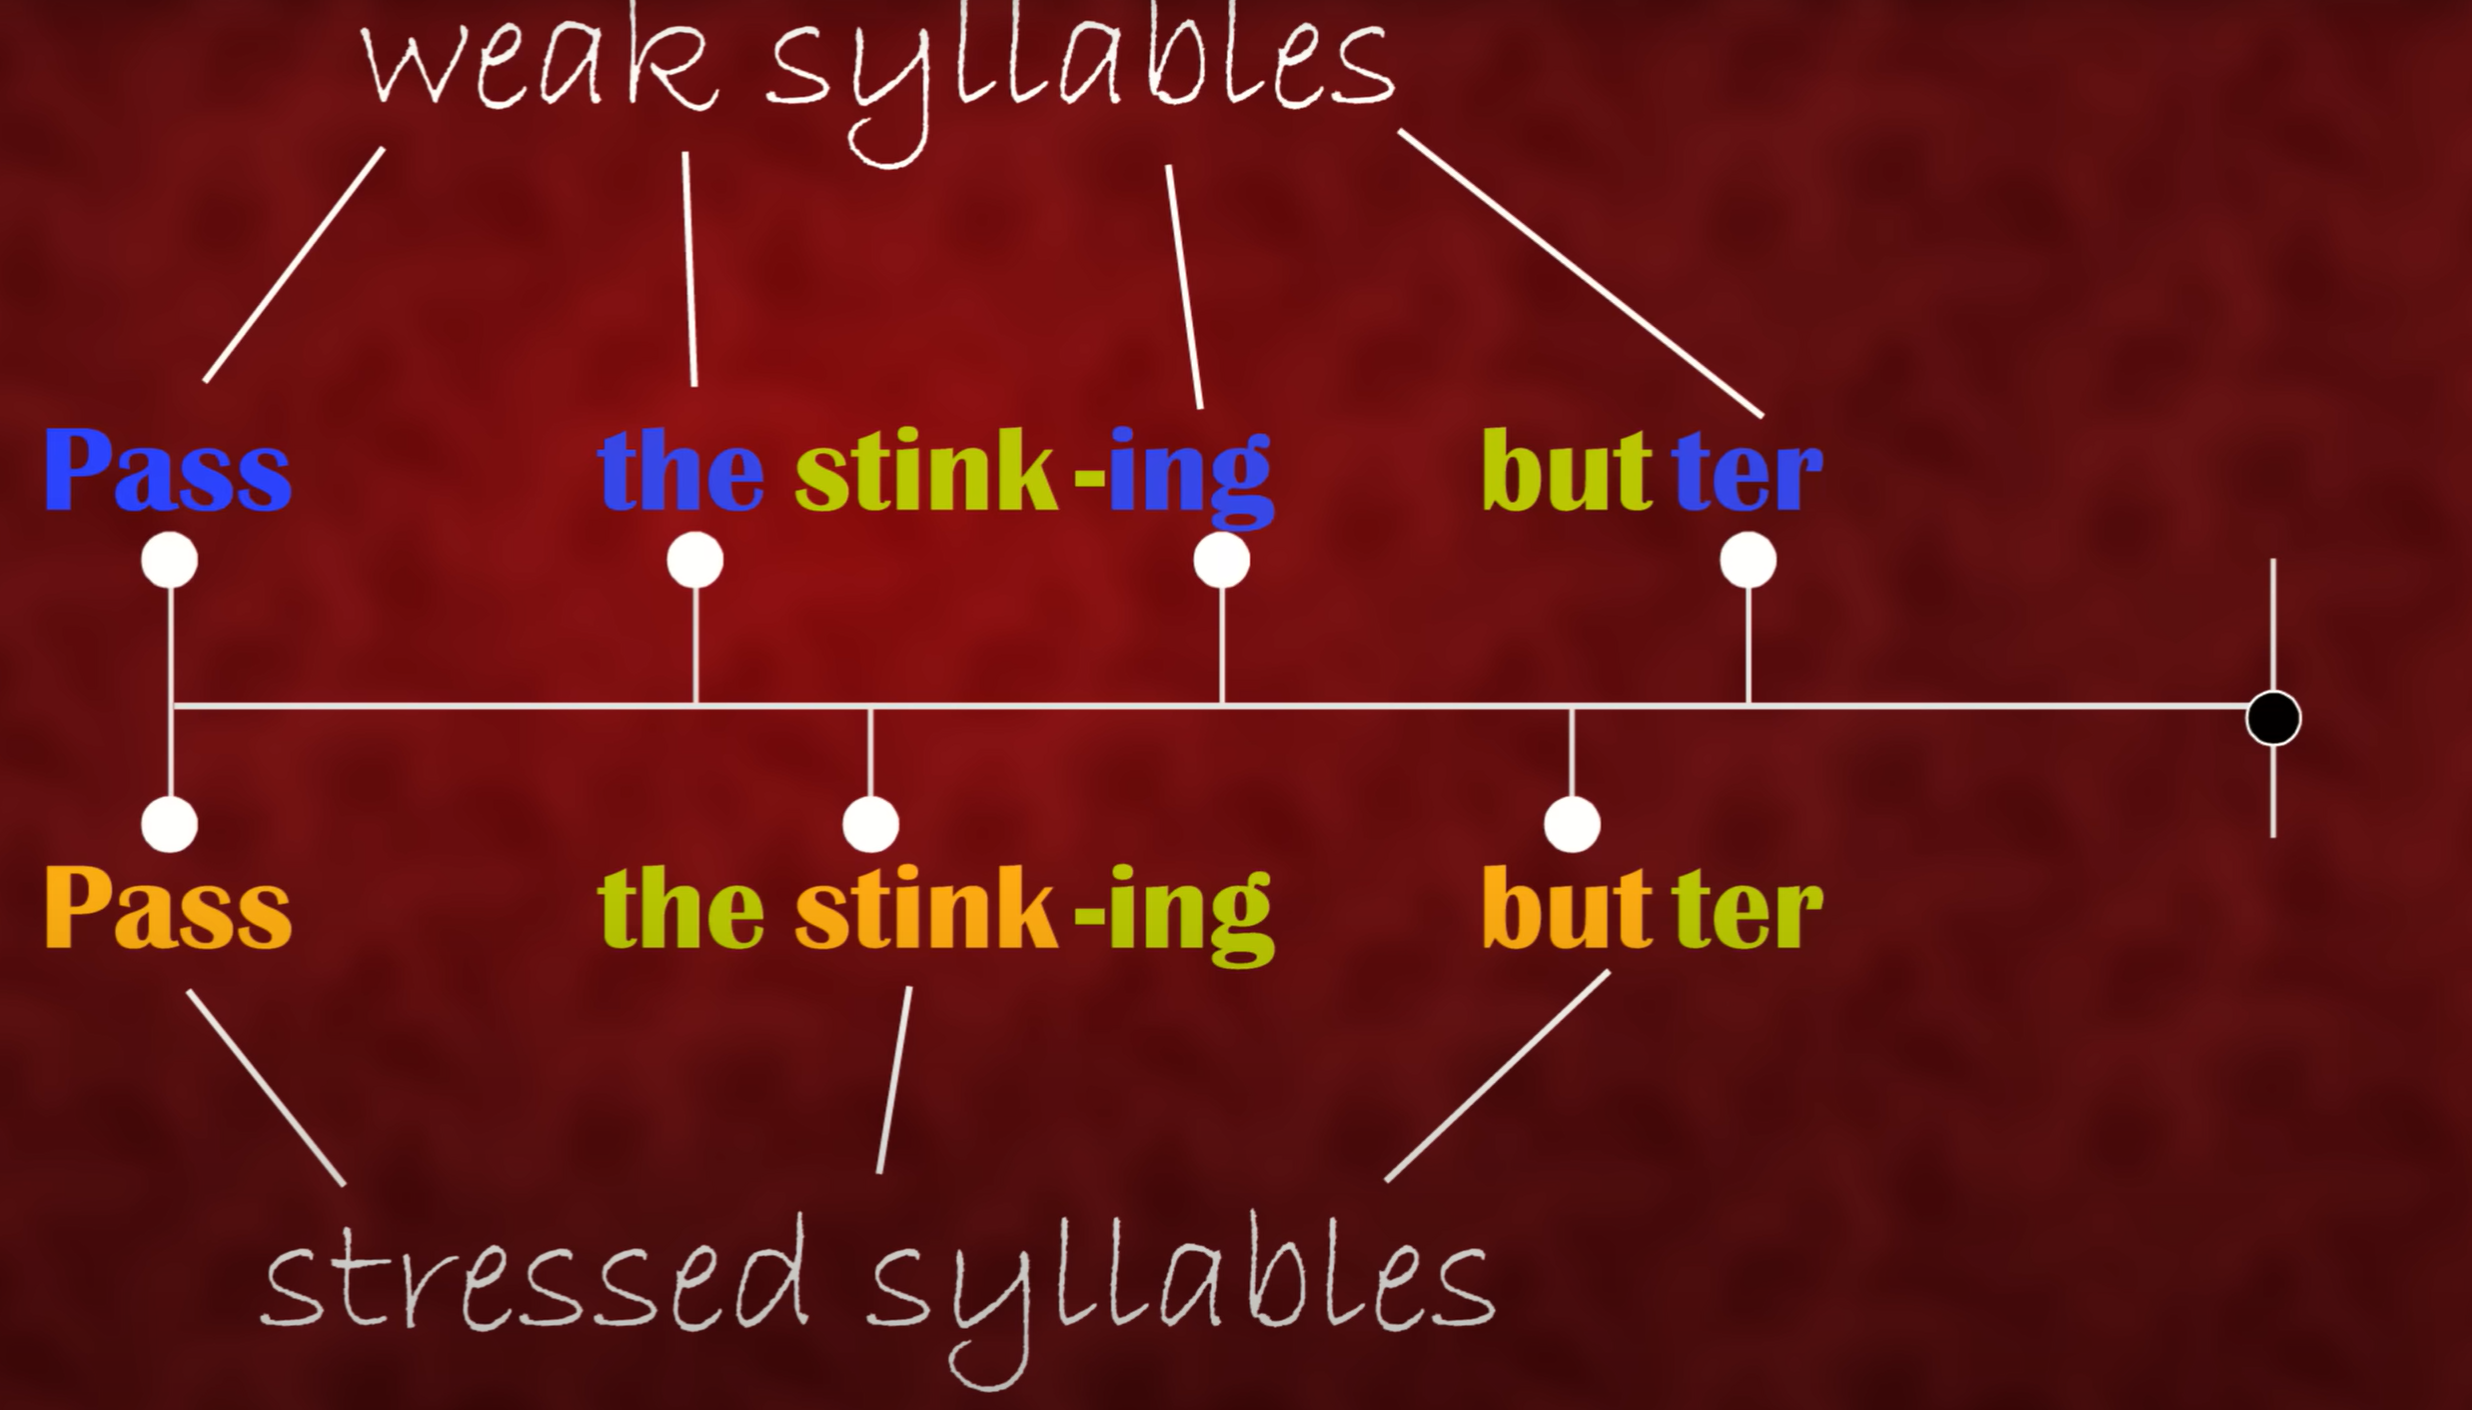 weak syllables
Pass the stink-ing but ter
Pass the stink-ing but ter
stressed syllables